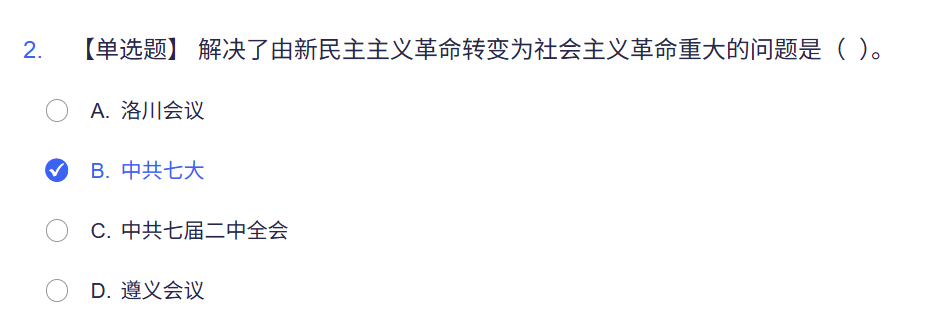 2. 【单选题】 解决了由新民主主义革命转变为社会主义革命重大的问题是（ ）。
A. 洛川会议
B. 中共七大
C. 中共七届二中全会
D. 遵义会议